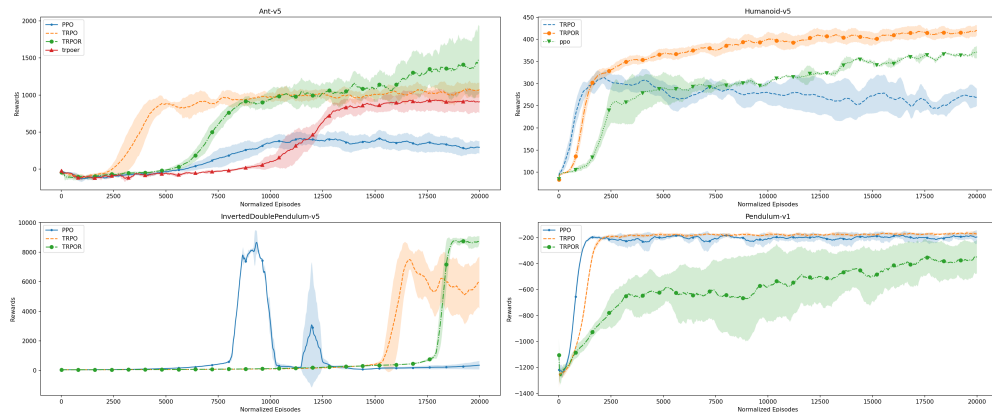 Ant-v5
PPO
TRPO
TRPOR
trpoer
2000
1500
1000
500
0
Rewards
0 2500 5000 7500 10000 12500 15000 17500 20000
Normalized Episodes
Humanoid-v5
TRPO
TRPOR
ppo
450
400
350
300
250
200
150
100
Rewards
0 2500 5000 7500 10000 12500 15000 17500 20000
Normalized Episodes
InvertedDoublePendulum-v5
PPO
TRPO
TRPOR
10000
8000
6000
4000
2000
0
Rewards
0 2500 5000 7500 10000 12500 15000 17500 20000
Normalized Episodes
Pendulum-v1
PPO
TRPO
TRPOR
−200
−400
−600
−800
−1000
−1200
−1400
Rewards
0 2500 5000 7500 10000 12500 15000 17500 20000
Normalized Episodes